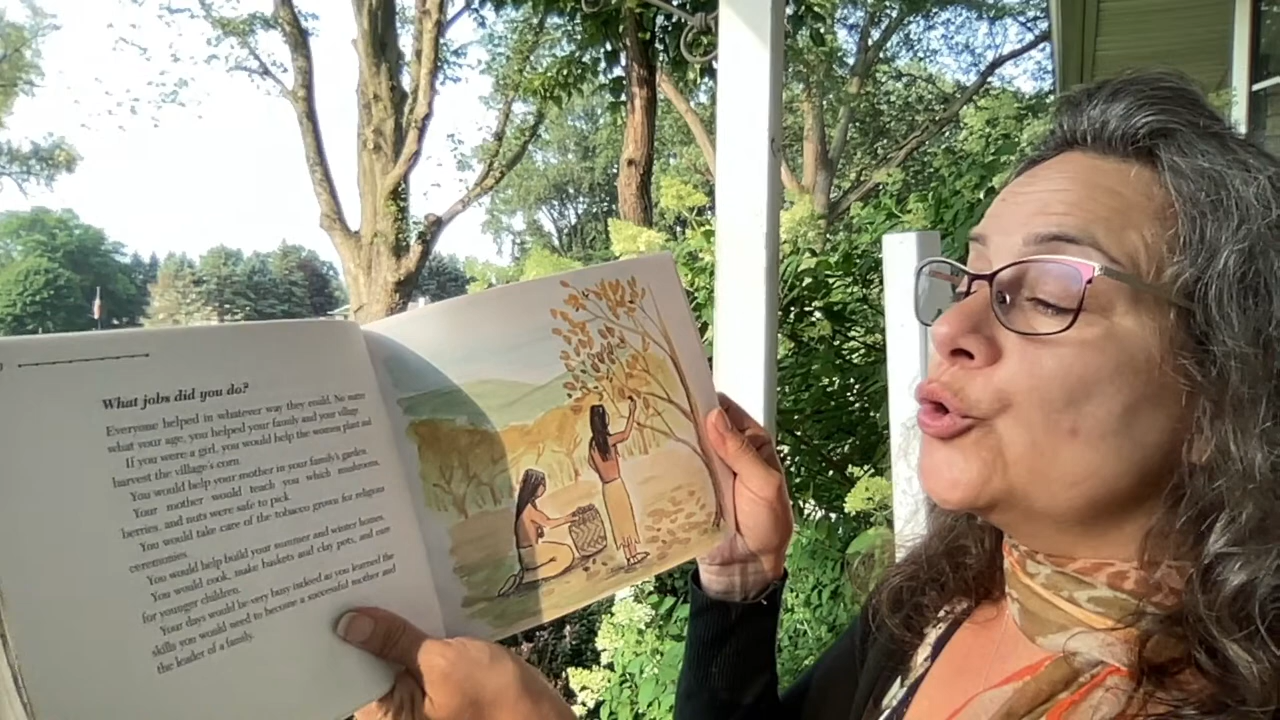 What jobs did you do?
Everyone helped in whatever way they could. No matter
what your age, you helped your family and your village.
If you were a girl, you would help the women plant and
harvest the village's corn.
You would help your mother in your family's garden.
Your mother would teach you which mushrooms,
berries, and nuts were safe to pick.
You would take care of the tobacco grown for religious
ceremonies.
You would help build your summer and winter homes.
You would cook, make baskets and clay pots, and care
for younger children.
Your days would be very busy indeed as you learned the
skills you would need to become a successful mother and
the leader of a family.